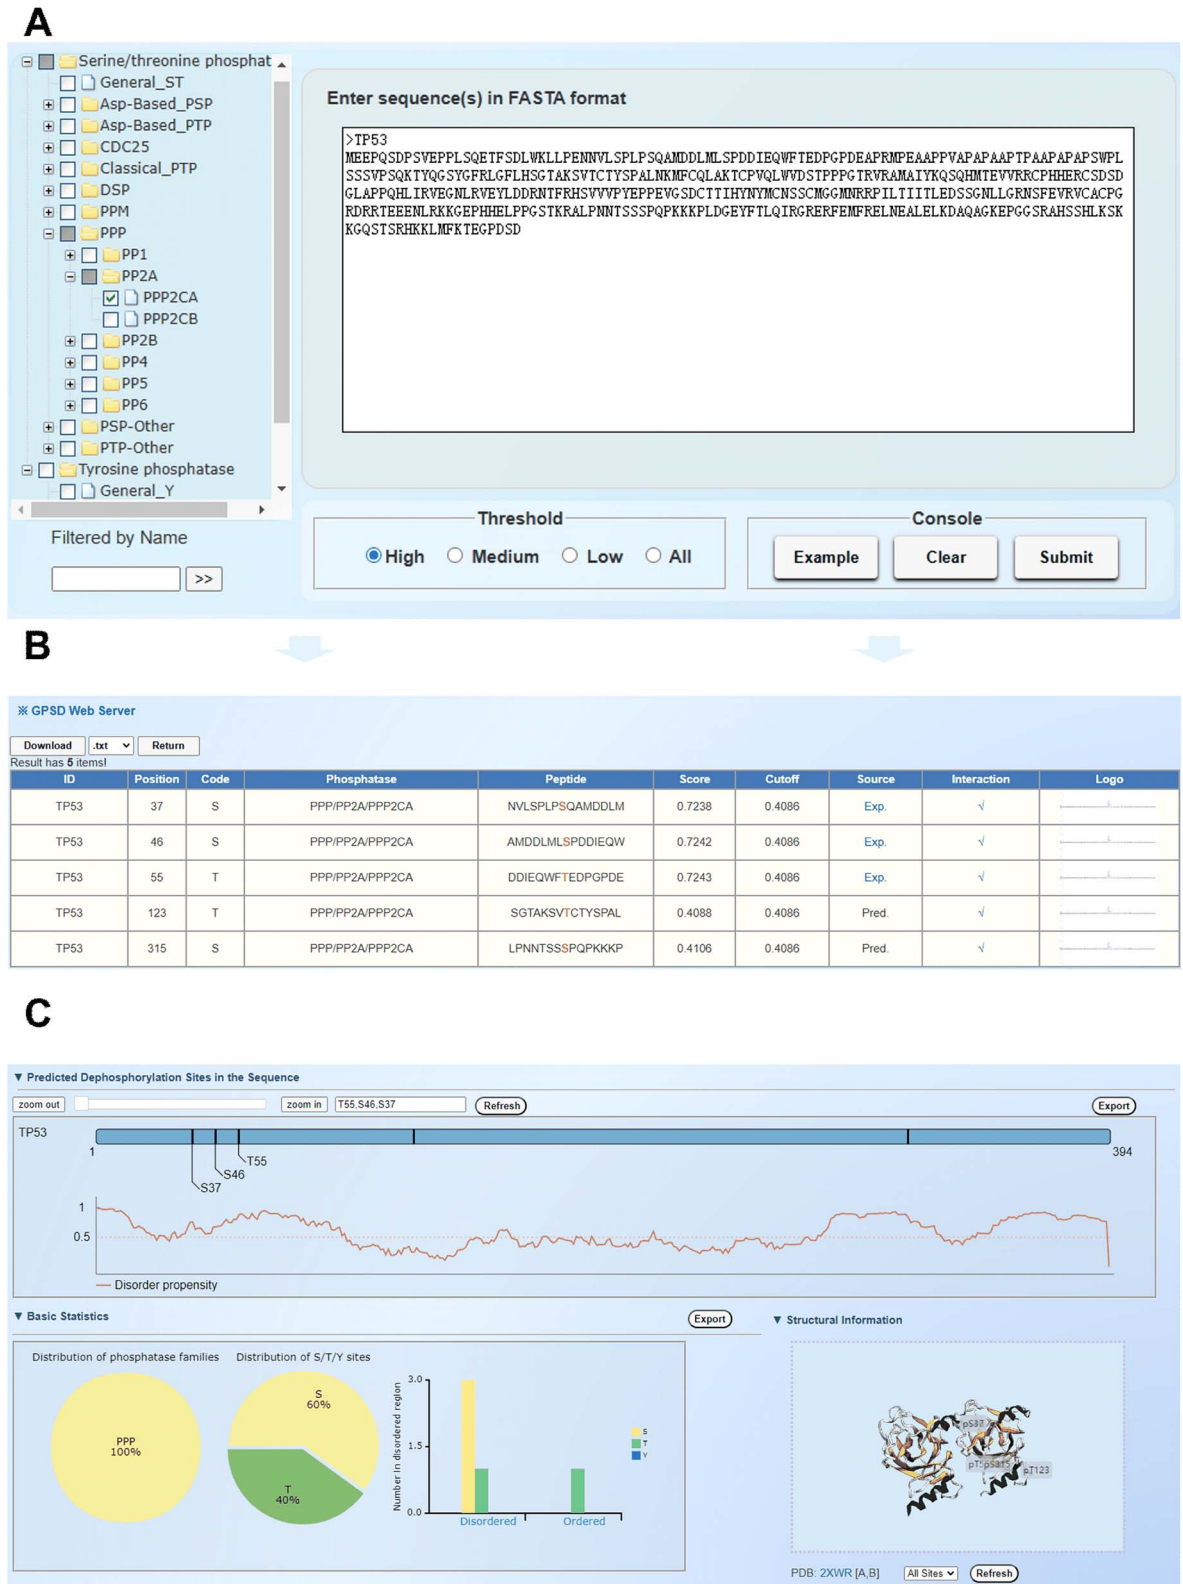 A
Serine/threonine phosphat
General_ST
Asp-Based_PSP
Asp-Based_PTP
CDC25
Classical_PTP
DSP
PPM
PPP
PP1
PP2A
PPP2CA
PPP2CB
PP2B
PP4
PP5
PP6
PSP-Other
PTP-Other
Tyrosine phosphatase
General_Y
Filtered by Name
>>
Enter sequence(s) in FASTA format
>TP53
MEEPQSDPSVEPPLSQETFSDLWKLLPENNVLSPLPSQAMDDLMLSPDDIEQWFTEDPGPDEAPRMPEAAPPVAPAPAAPTPAAPAPAPSWPL
SSSVPSQKTYQGSYGFRLGFLHSGTAKSVTCTYSPALNKMFCQLAKTCPVQLWVDSTPPPGTRVRAMAIYKQSQHMTEVVRRCPHHERCSDSD
GLAPPQHLIRVEGNLRVEYLDDRNTFRHSVVVPYEPPEVGSDCTTIHYNYMCNSSCMGGMNRRPILTIITLEDSSGNLLGRNSFEVRVCACPG
RDRRTEEENLRKKGEPHHELPPGSTKRALPNNTSSSPQPKKKPLDGEYFTLQIRGRERFEMFRELNEALELKDAQAGKEPGGSRAHSSHLKSK
KGQSTSRHKKLMFKTEGPDSD
Threshold
High Medium Low All
Console
Example Clear Submit
B
※ GPSD Web Server
Download .txt Return
Result has 5 items!
ID Position Code Phosphatase Peptide Score Cutoff Source Interaction Logo
TP53 37 S PPP/PP2A/PPP2CA NVLSPLPSQAMDDLM 0.7238 0.4086 Exp. √
TP53 46 S PPP/PP2A/PPP2CA AMDDLMLSPDDIEQW 0.7242 0.4086 Exp. √
TP53 55 T PPP/PP2A/PPP2CA DDIEQWFTEDPGPDE 0.7243 0.4086 Exp. √
TP53 123 T PPP/PP2A/PPP2CA SGTAKSVTCTYSPAL 0.4088 0.4086 Pred. √
TP53 315 S PPP/PP2A/PPP2CA LPNNTSSSPQPKKKP 0.4106 0.4086 Pred. √
C
▼ Predicted Dephosphorylation Sites in the Sequence
zoom out zoom in T55,S46,S37 Refresh Export
TP53
1 394
T55
S46
S37
1
0.5
Disorder propensity
▼ Basic Statistics Export
Distribution of phosphatase families Distribution of S/T/Y sites
PPP
100%
S
60%
T
40%
Number in disordered region
3.0
1.5
0.0
Disordered Ordered
S
T
Y
▼ Structural Information
pS37
pS315
pT123
PDB: 2XWR [A,B] All Sites Refresh